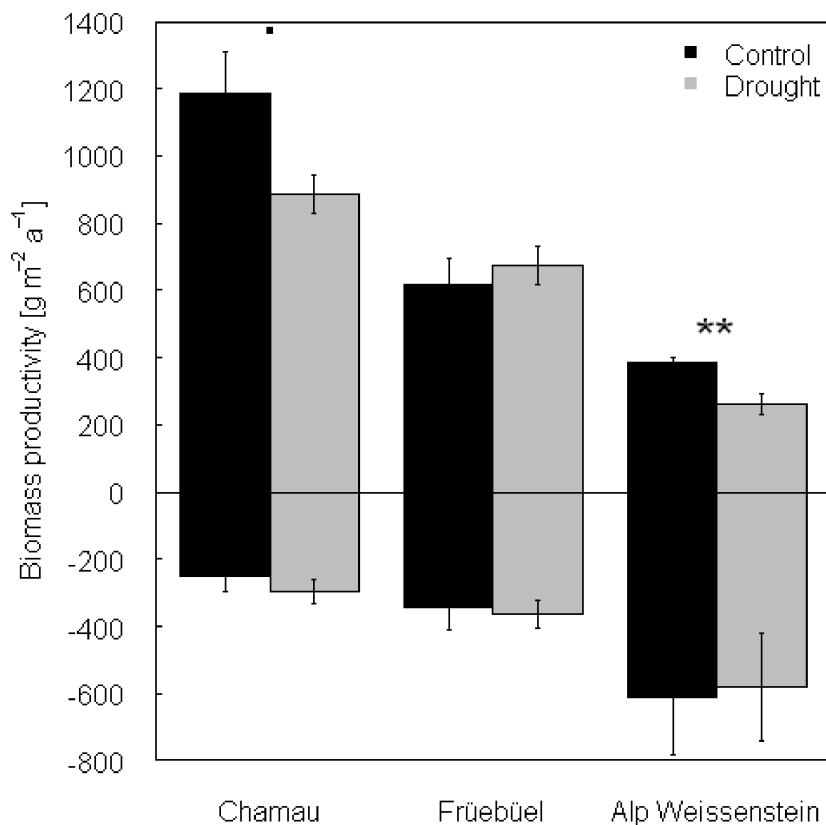 1400
1200
1000
800
600
400
200
0
-200
-400
-600
-800
Biomass productivity [g m⁻² a⁻¹]
Control
Drought
**
Chamau
Früebüel
Alp Weissenstein